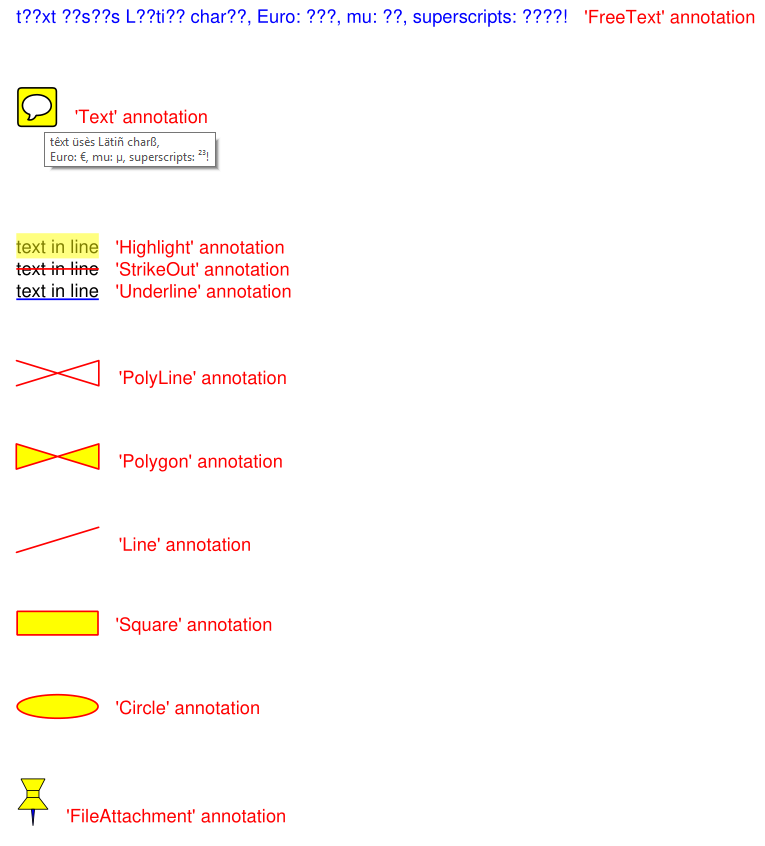 t??xt ??s??s L??ti?? char??, Euro: ???, mu: ??, superscripts: ????! 'FreeText' annotation
'Text' annotation
têxt üsès Lätiñ charß,
Euro: €, mu: µ, superscripts: ²³!
text in line 'Highlight' annotation
text in line 'StrikeOut' annotation
text in line 'Underline' annotation
'PolyLine' annotation
'Polygon' annotation
'Line' annotation
'Square' annotation
'Circle' annotation
'FileAttachment' annotation